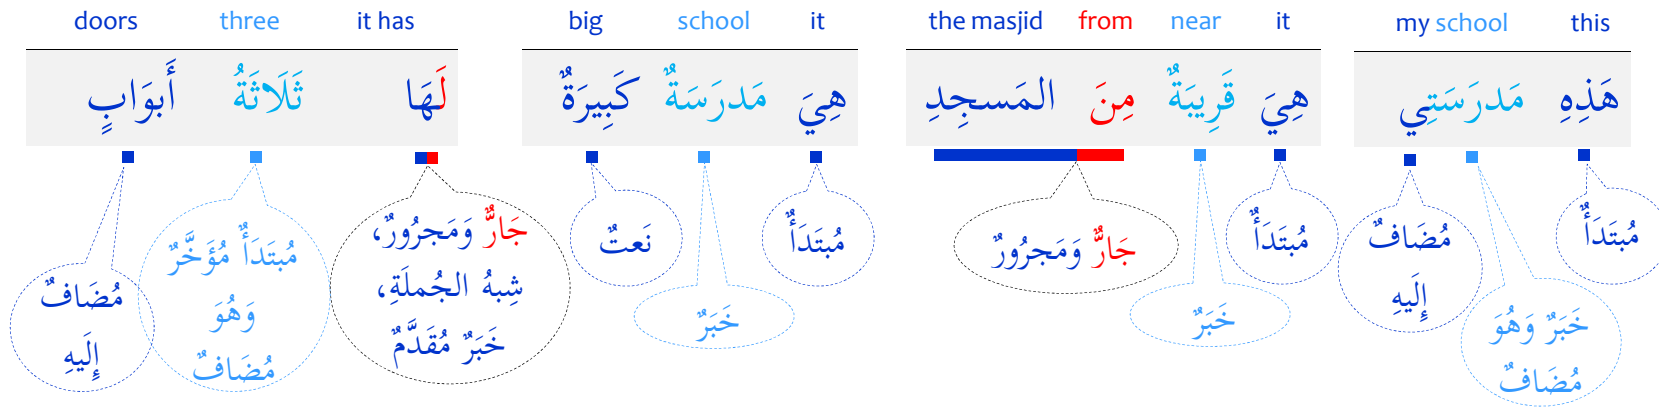 doors three it has big school it the masjid from near it my school this
هَذِهِ مَدرَسَتِي
هِيَ قَرِيبَةٌ مِنَ المَسجِدِ
هِيَ مَدرَسَةٌ كَبِيرَةٌ
لَهَا ثَلَاثَةُ أَبوَابٍ
مُبتَدَأٌ
خَبَرٌ وَهُوَ
مُضَافٌ
مُضَافٌ
إِلَيهِ
مُبتَدَأٌ
خَبَرٌ
جَارٌّ وَمَجرُورٌ
مُبتَدَأٌ
خَبَرٌ
نَعتٌ
جَارٌّ وَمَجرُورٌ،
شِبهُ الجُملَةِ،
خَبَرٌ مُقَدَّمٌ
مُبتَدَأٌ مُؤَخَّرٌ
وَهُوَ
مُضَافٌ
مُضَافٌ
إِلَيهِ